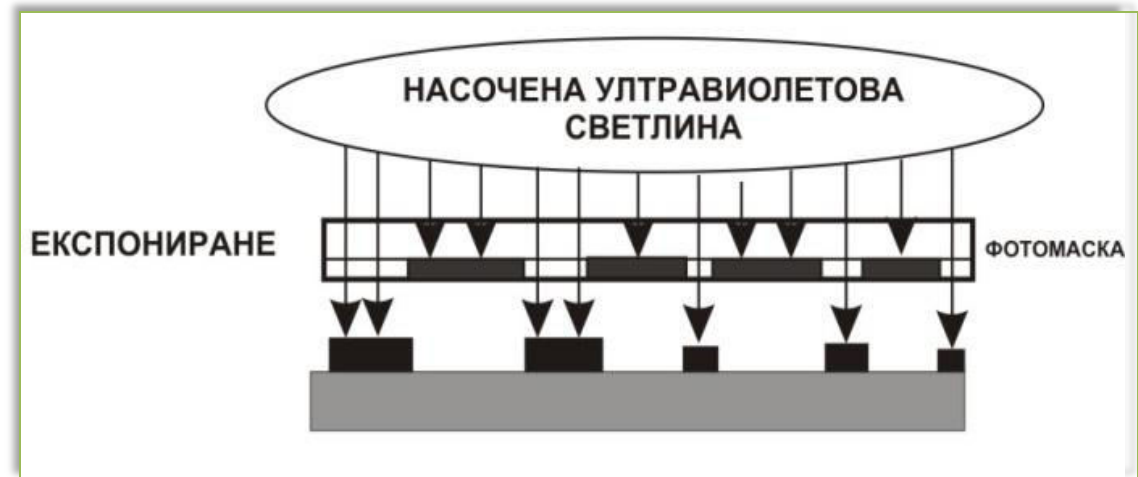 НАСОЧЕНА УЛТРАВИОЛЕТОВА
СВЕТЛИНА
ЕКСПОНИРАНЕ
ФОТОМАСКА